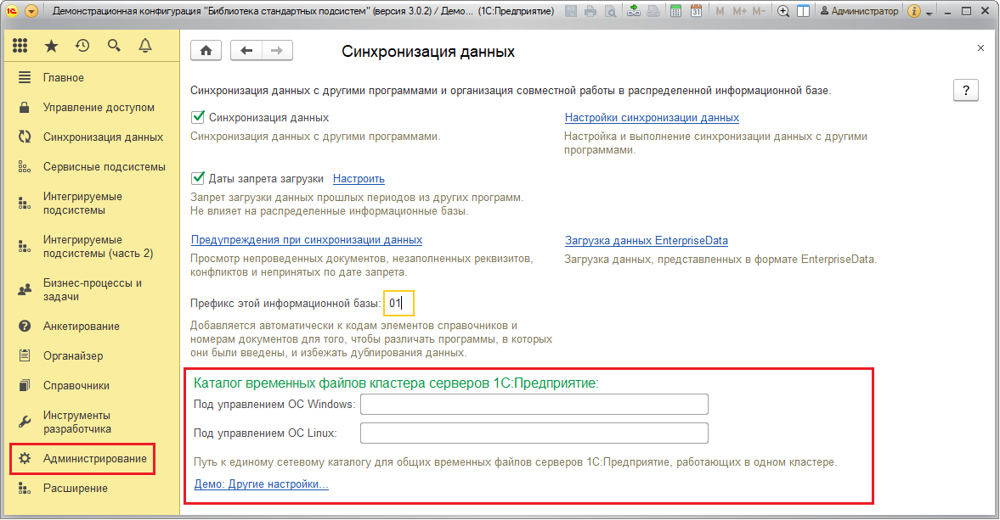 Демонстрационная конфигурация "Библиотека стандартных подсистем" (версия 3.0.2) / Демо... (1С:Предприятие)
M M+ M-
Администратор
Главное
Управление доступом
Синхронизация данных
Сервисные подсистемы
Интегрируемые
подсистемы
Интегрируемые
подсистемы (часть 2)
Бизнес-процессы и
задачи
Анкетирование
Органайзер
Справочники
Инструменты
разработчика
Администрирование
Расширение
Синхронизация данных
Синхронизация данных с другими программами и организация совместной работы в распределенной информационной базе.
?
Синхронизация данных
Синхронизация данных с другими программами.
Настройки синхронизации данных
Настройка и выполнение синхронизации данных с другими
программами.
Даты запрета загрузки Настроить
Запрет загрузки данных прошлых периодов из других программ.
Не влияет на распределенные информационные базы.
Предупреждения при синхронизации данных
Просмотр непроведенных документов, незаполненных реквизитов,
конфликтов и непринятых по дате запрета.
Загрузка данных EnterpriseData
Загрузка данных, представленных в формате EnterpriseData.
Префикс этой информационной базы: 01
Добавляется автоматически к кодам элементов справочников и
номерам документов для того, чтобы различать программы, в которых
они были введены, и избежать дублирования данных.
Каталог временных файлов кластера серверов 1С:Предприятие:
Под управлением ОС Windows:
Под управлением ОС Linux:
Путь к единому сетевому каталогу для общих временных файлов серверов 1С:Предприятие, работающих в одном кластере.
Демо: Другие настройки...